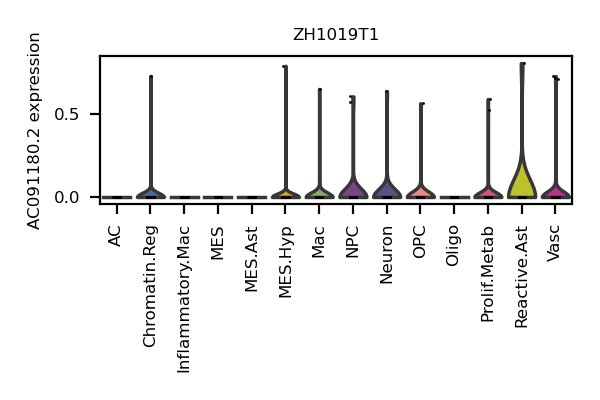 ZH1019T1
AC091180.2 expression
0.5
0.0
AC
Chromatin.Reg
Inflammatory.Mac
MES
MES.Ast
MES.Hyp
Mac
NPC
Neuron
OPC
Oligo
Prolif.Metab
Reactive.Ast
Vasc